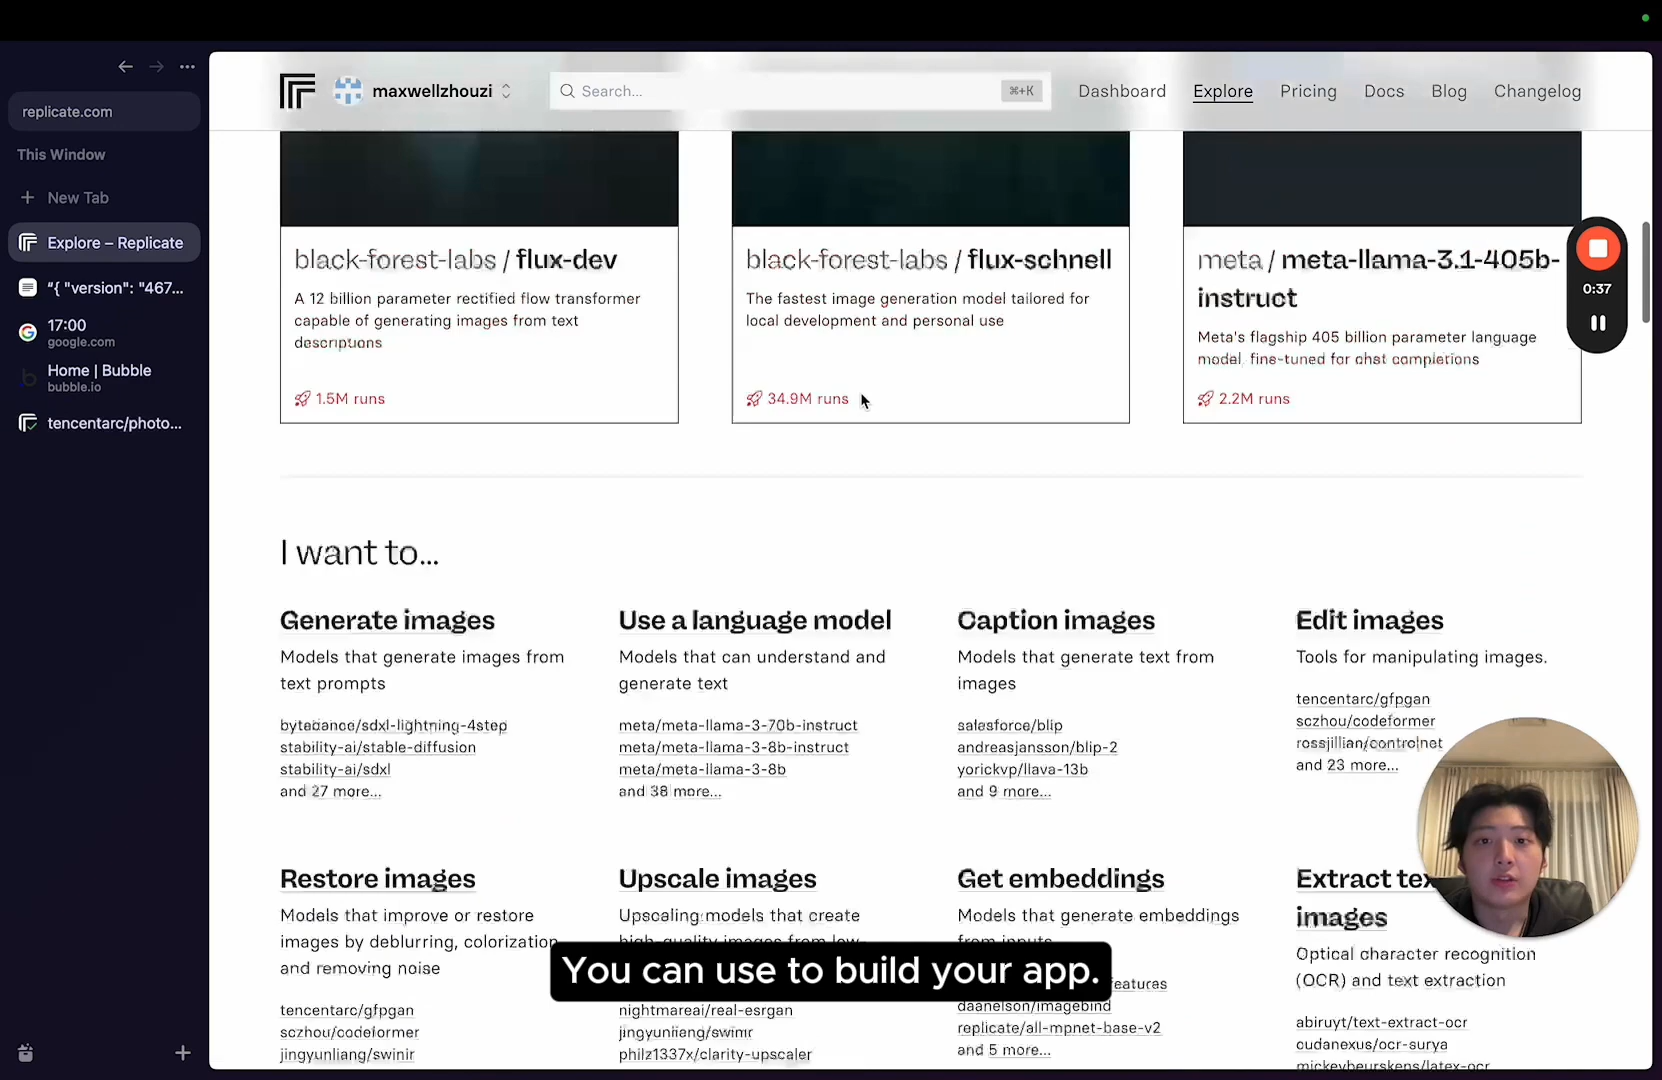 replicate.com
This Window
New Tab
Explore – Replicate
“{ "version": "467...
17:00
google.com
Home | Bubble
bubble.io
tencentarc/photo...
maxwellzhouzi
Search...
⌘+K
Dashboard
Explore
Pricing
Docs
Blog
Changelog
black-forest-labs / flux-dev
A 12 billion parameter rectified flow transformer
capable of generating images from text
descriptions
1.5M runs
black-forest-labs / flux-schnell
The fastest image generation model tailored for
local development and personal use
34.9M runs
meta / meta-llama-3.1-405b-
instruct
Meta's flagship 405 billion parameter language
model, fine-tuned for chat completions
2.2M runs
0:37
I want to...
Generate images
Models that generate images from
text prompts
bytedance/sdxl-lightning-4step
stability-ai/stable-diffusion
stability-ai/sdxl
and 27 more...
Use a language model
Models that can understand and
generate text
meta/meta-llama-3-70b-instruct
meta/meta-llama-3-8b-instruct
meta/meta-llama-3-8b
and 38 more...
Caption images
Models that generate text from
images
salesforce/blip
andreasjansson/blip-2
yorickvp/llava-13b
and 9 more...
Edit images
Tools for manipulating images.
tencentarc/gfpgan
sczhou/codeformer
rossjillian/controlnet
and 23 more...
Restore images
Models that improve or restore
images by deblurring, colorization,
and removing noise
tencentarc/gfpgan
sczhou/codeformer
jingyunliang/swinir
Upscale images
Upscaling models that create
high-quality images from low-
nightmareai/real-esrgan
jingyunliang/swinir
philz1337x/clarity-upscaler
Get embeddings
Models that generate embeddings
from inputs
eatures
daanelson/imagebind
replicate/all-mpnet-base-v2
and 5 more...
Extract
images
Optical character recognition
(OCR) and text extraction
abiruyt/text-extract-ocr
cudanexus/ocr-surya
mickeybeurskens/latex-ocr
You can use to build your app.